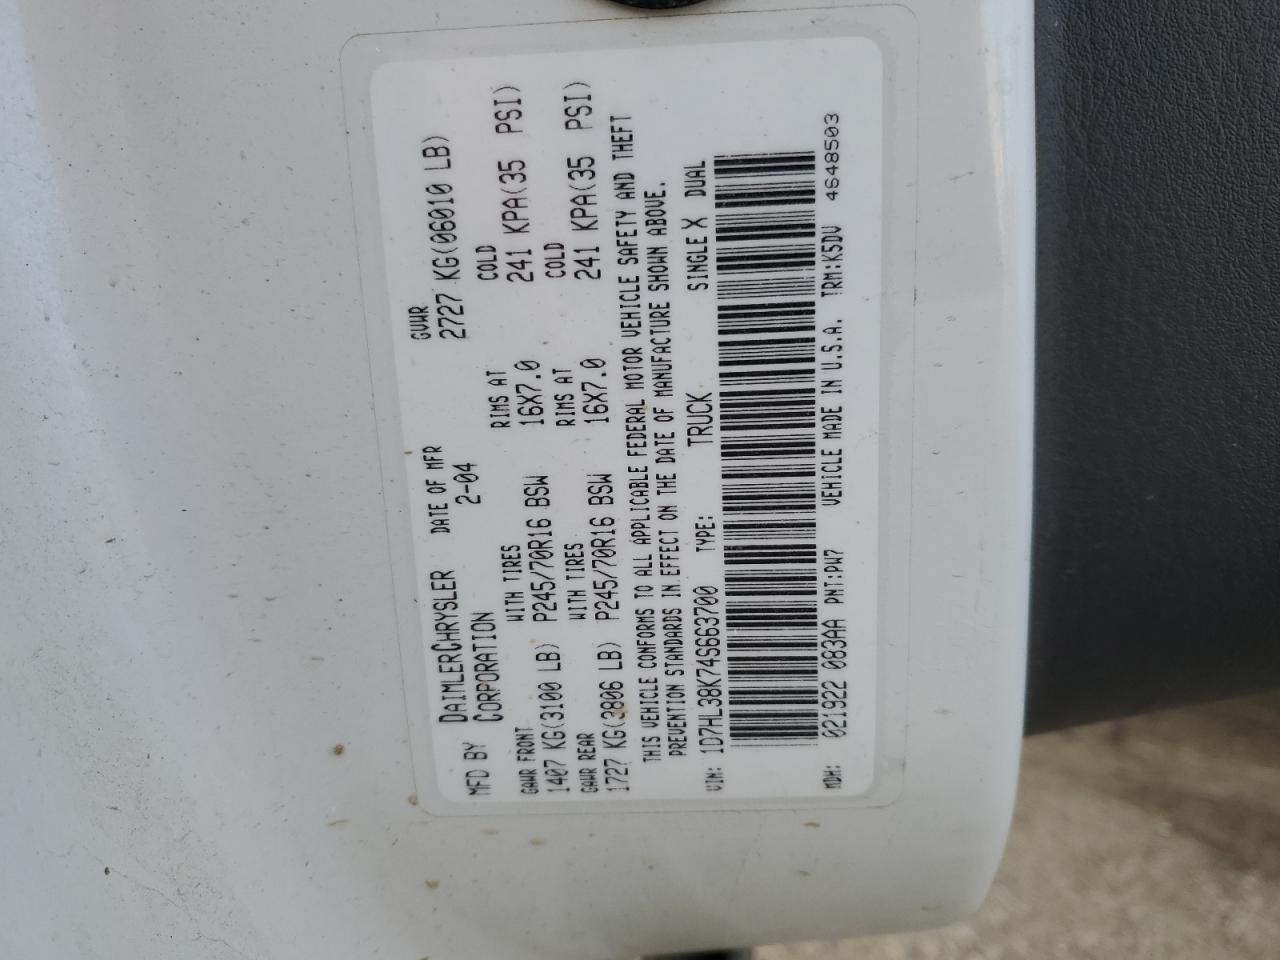 MFD BY DAIMLERCHRYSLER DATE OF MFR GVWR
CORPORATION 2-04 2727 KG(06010 LB)
GAWR FRONT WITH TIRES RIMS AT COLD
1407 KG(3100 LB) P245/70R16 BSW 16X7.0 241 KPA(35 PSI)
GAWR REAR WITH TIRES RIMS AT COLD
1727 KG(3806 LB) P245/70R16 BSW 16X7.0 241 KPA(35 PSI)
THIS VEHICLE CONFORMS TO ALL APPLICABLE FEDERAL MOTOR VEHICLE SAFETY AND THEFT
PREVENTION STANDARDS IN EFFECT ON THE DATE OF MANUFACTURE SHOWN ABOVE.
VIN: 1D7HL38K74S663700 TYPE: TRUCK SINGLE X DUAL
MDH: 021922 083AA PNT:PW7 VEHICLE MADE IN U.S.A. TRM:K5DV 4648503